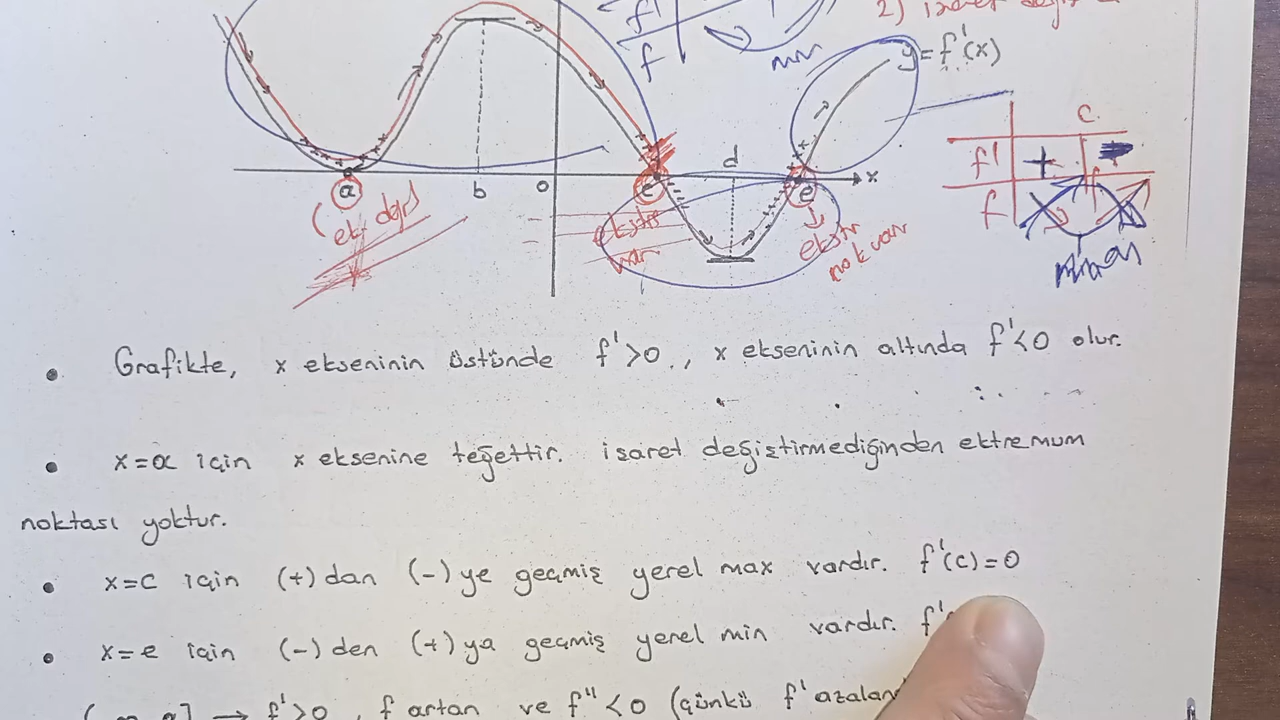 f'
f
2)
y=f'(x)
c
f' +
f
a b o c d e x
ekstr
var
ekstr
nok var
Grafikte, x ekseninin üstünde f'>0, x ekseninin altında f'<0 olur.
x=a için x eksenine teğettir. işaret değiştirmediğinden ektremum
noktası yoktur.
x=c için (+)dan (-)ye geçmiş yerel max vardır. f'(c)=0
x=e için (-)den (+)ya geçmiş yerel min vardır. f'
f'>0, f artan ve f''<0 (çünkü f' azalan